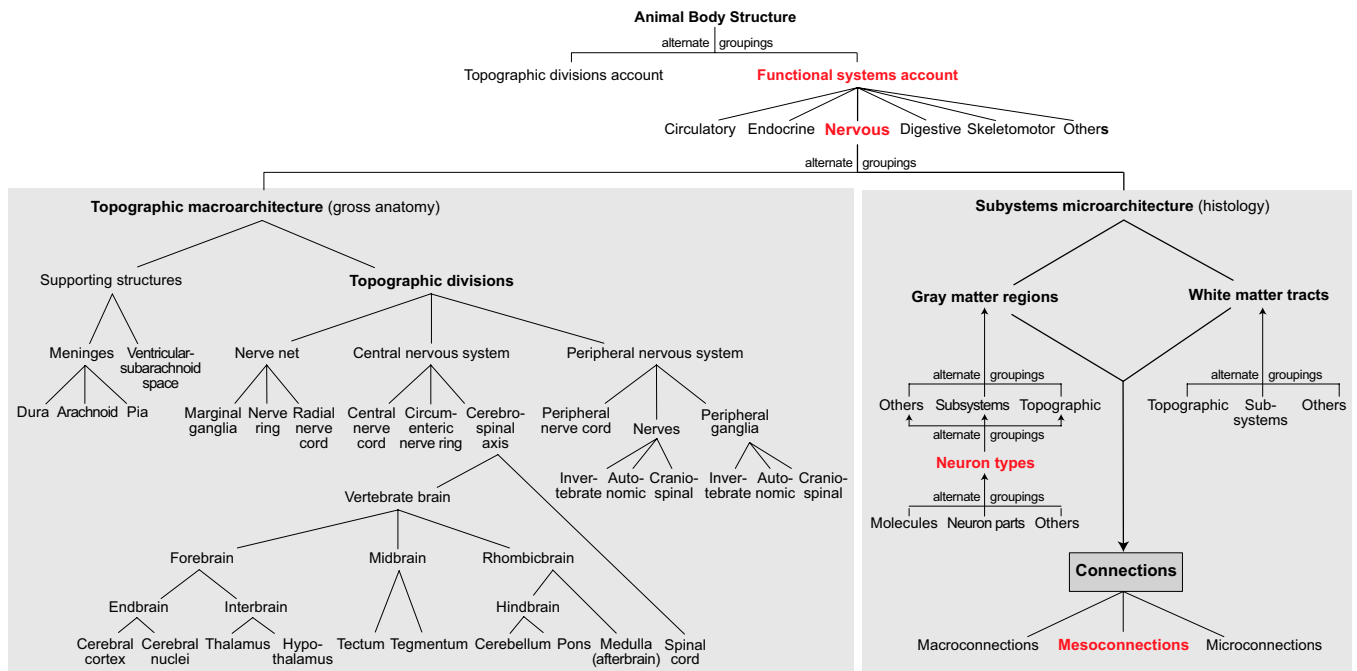 Animal Body Structure
alternate groupings
Topographic divisions account
Functional systems account
Circulatory Endocrine Nervous Digestive Skeletomotor Others
alternate groupings
Topographic macroarchitecture (gross anatomy)
Supporting structures
Topographic divisions
Meninges
Ventricular-
subarachnoid
space
Nerve net
Central nervous system
Peripheral nervous system
Dura Arachnoid Pia
Marginal
ganglia
Nerve
ring
Radial
nerve
cord
Central
nerve
cord
Circum-
enteric
nerve ring
Cerebro-
spinal
axis
Peripheral
nerve cord
Nerves
Peripheral
ganglia
Inver-
tebrate
Auto-
nomic
Cranio-
spinal
Inver-
tebrate
Auto-
nomic
Cranio-
spinal
Vertebrate brain
Forebrain
Midbrain
Rhombicbrain
Endbrain
Interbrain
Hindbrain
Cerebral
cortex
Cerebral
nuclei
Thalamus
Hypo-
thalamus
Tectum
Tegmentum
Cerebellum
Pons
Medulla
(afterbrain)
Spinal
cord
Subystems microarchitecture (histology)
Gray matter regions
White matter tracts
alternate groupings
Others Subsystems Topographic
alternate groupings
Neuron types
alternate groupings
Molecules Neuron parts Others
alternate groupings
Topographic
Sub-
systems
Others
Connections
Macroconnections Mesoconnections Microconnections